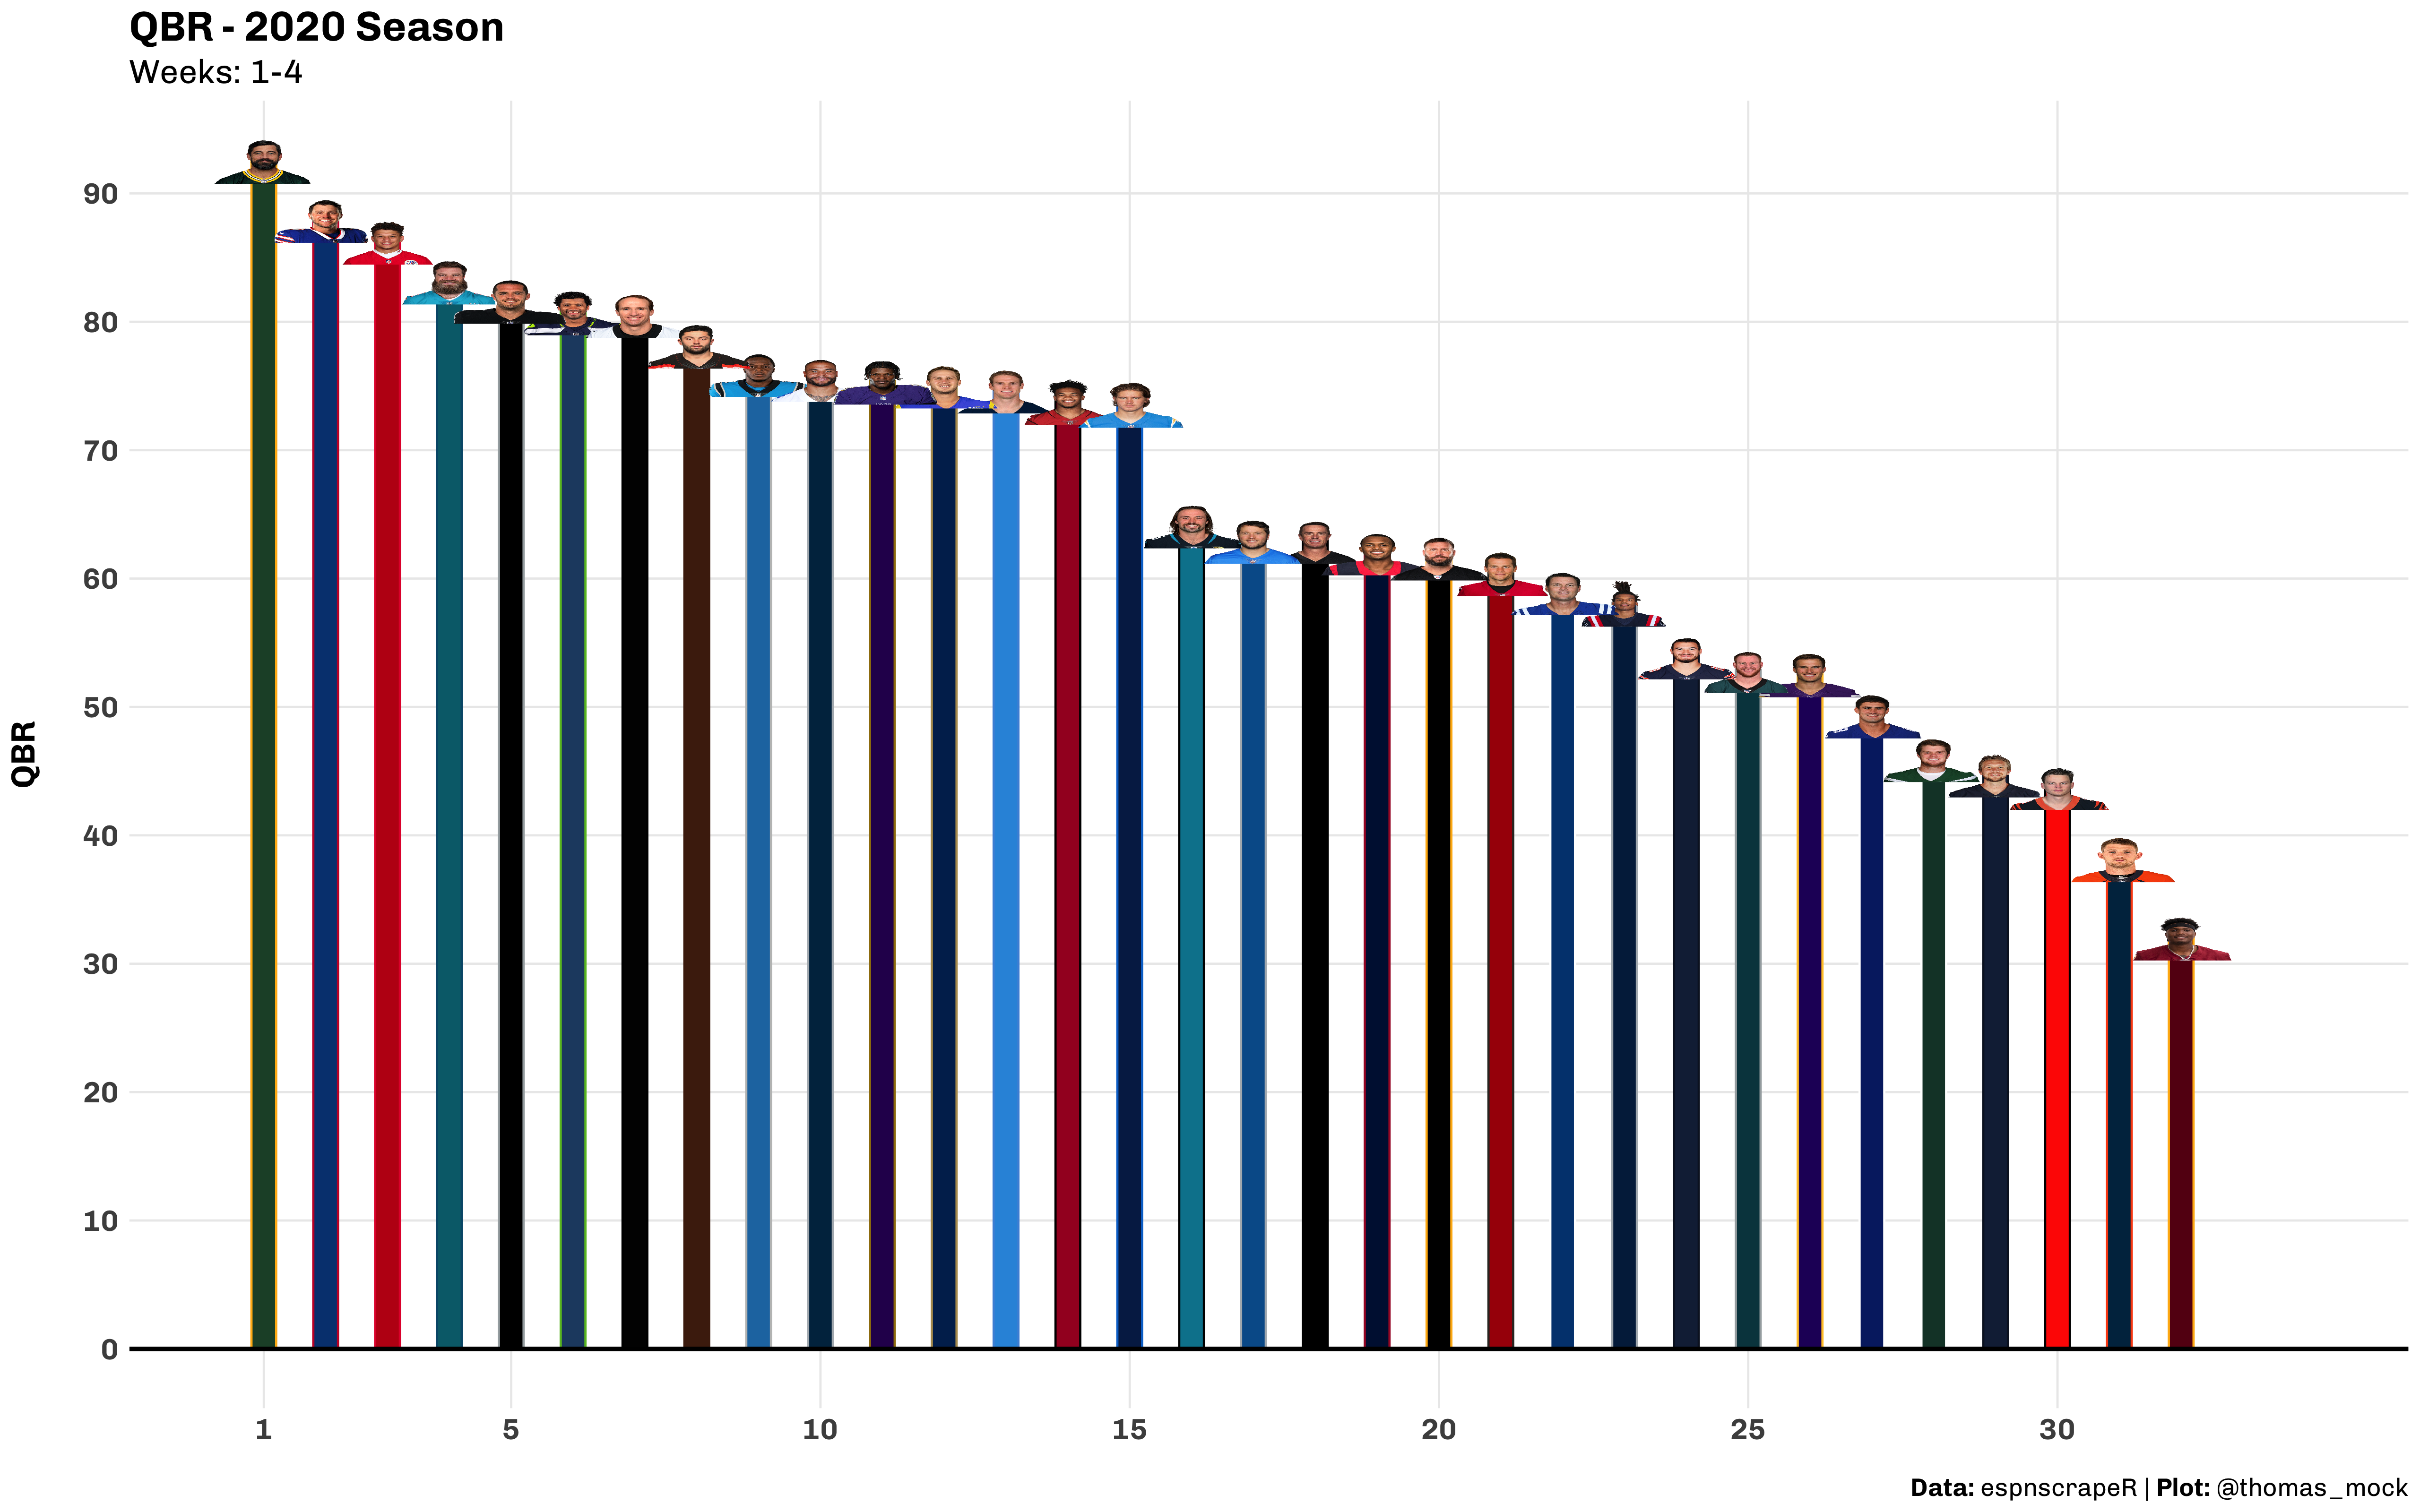 QBR - 2020 Season
Weeks: 1-4
QBR
90
80
70
60
50
40
30
20
10
0
1 5 10 15 20 25 30
Data: espnscrapeR | Plot: @thomas_mock